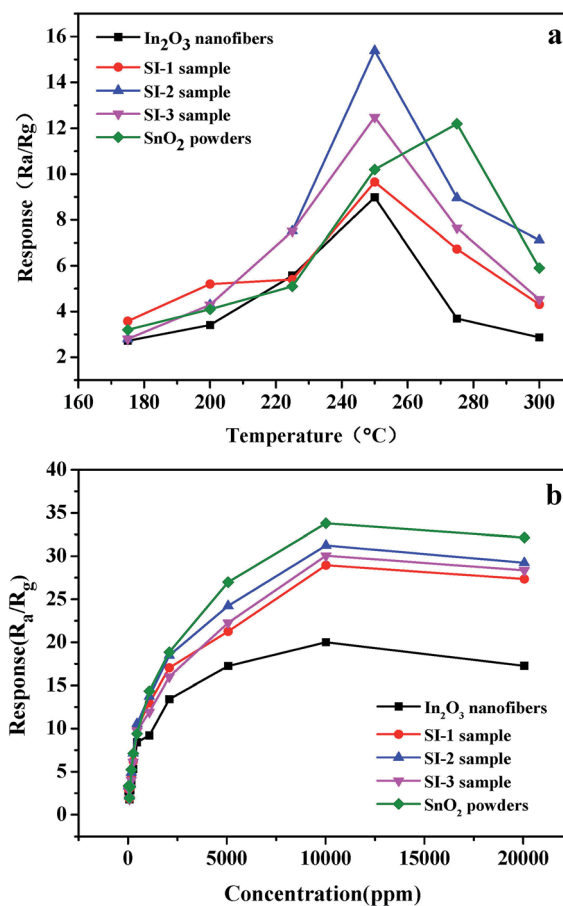 a
In2O3 nanofibers
SI-1 sample
SI-2 sample
SI-3 sample
SnO2 powders
16
14
12
10
8
6
4
2
Response（Ra/Rg）
160 180 200 220 240 260 280 300
Temperature（°C）
b
40
35
30
25
20
15
10
5
0
Response(Ra/Rg)
In2O3 nanofibers
SI-1 sample
SI-2 sample
SI-3 sample
SnO2 powders
0 5000 10000 15000 20000
Concentration(ppm)